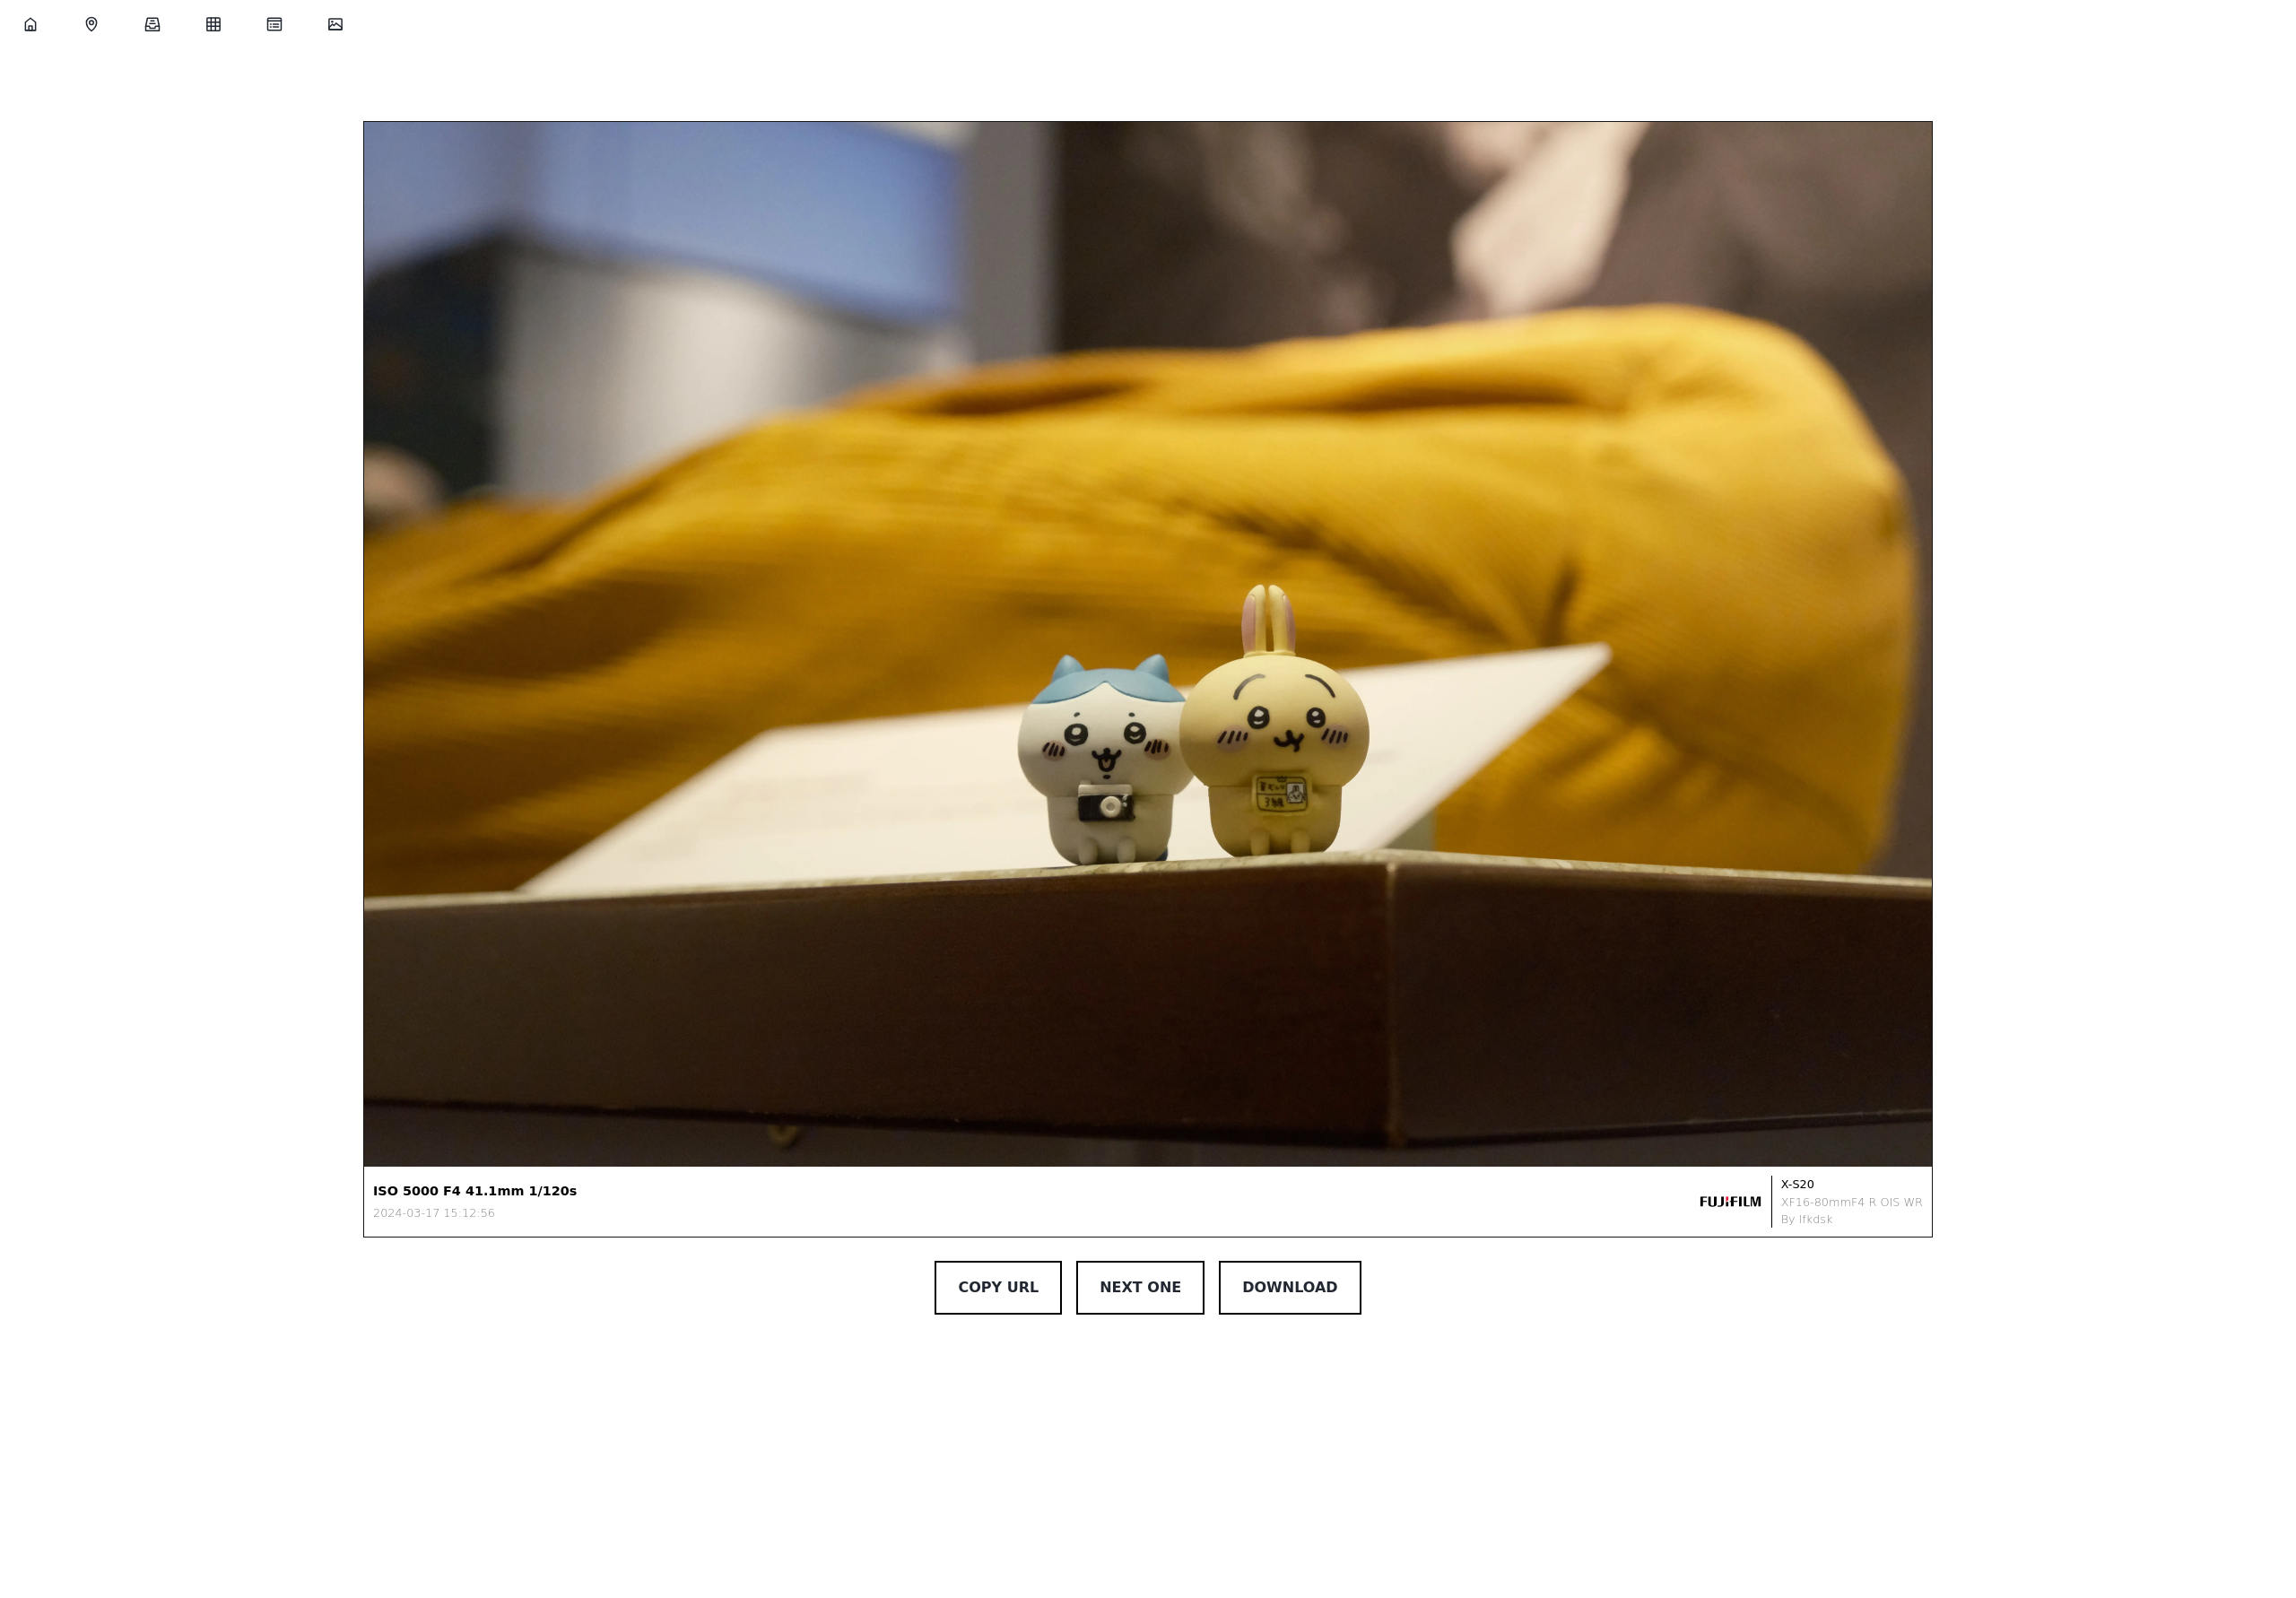 ISO 5000 F4 41.1mm 1/120s
2024-03-17 15:12:56
FUJIFILM
X-S20
XF16-80mmF4 R OIS WR
By lfkdsk
COPY URL
NEXT ONE
DOWNLOAD